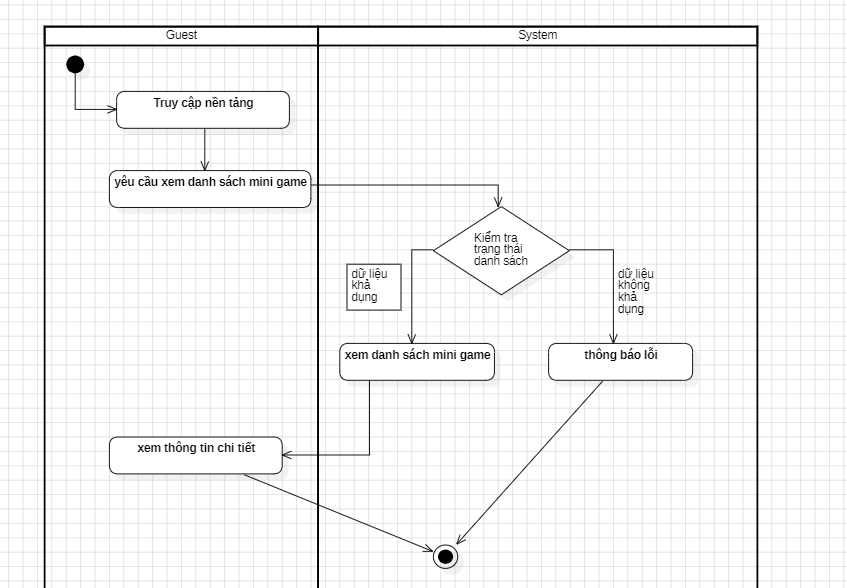 Guest
System
Truy cập nền tảng
yêu cầu xem danh sách mini game
Kiểm tra
trạng thái
danh sách
dữ liệu
khả
dụng
dữ liệu
không
khả
dụng
xem danh sách mini game
thông báo lỗi
xem thông tin chi tiết